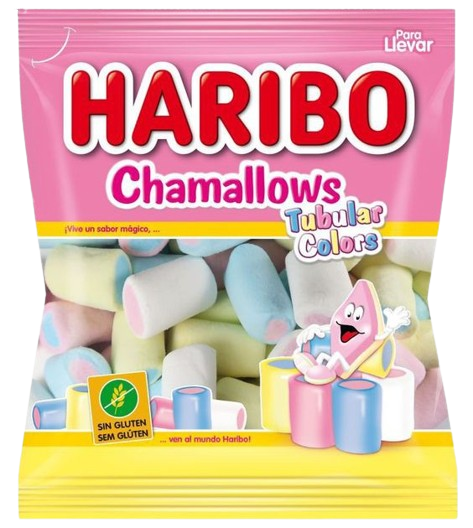 Para
Llevar
HARIBO
Chamallows
Tubular
Colors
¡Vive un sabor mágico, ...
SIN GLUTEN
SEM GLÚTEN
... ven al mundo Haribo!